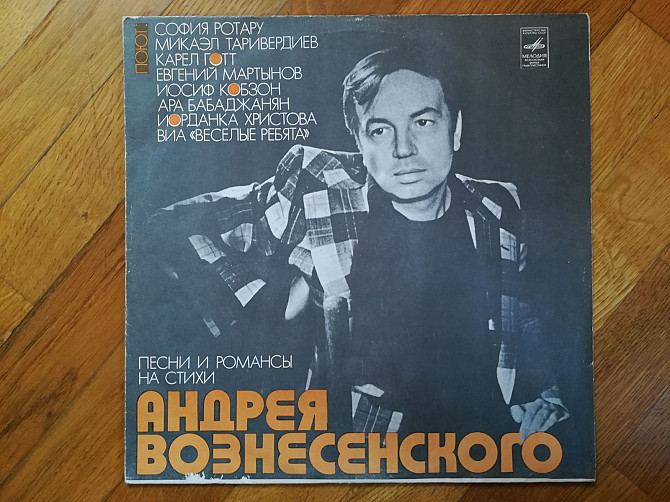 ПОЮТ:
СОФИЯ РОТАРУ
МИКАЭЛ ТАРИВЕРДИЕВ
КАРЕЛ ГОТТ
ЕВГЕНИЙ МАРТЫНОВ
ИОСИФ КОБЗОН
АРА БАБАДЖАНЯН
ИОРДАНКА ХРИСТОВА
ВИА «ВЕСЕЛЫЕ РЕБЯТА»
МЕЛОДИЯ
ПЕСНИ И РОМАНСЫ
НА СТИХИ
АНДРЕЯ
ВОЗНЕСЕНСКОГО